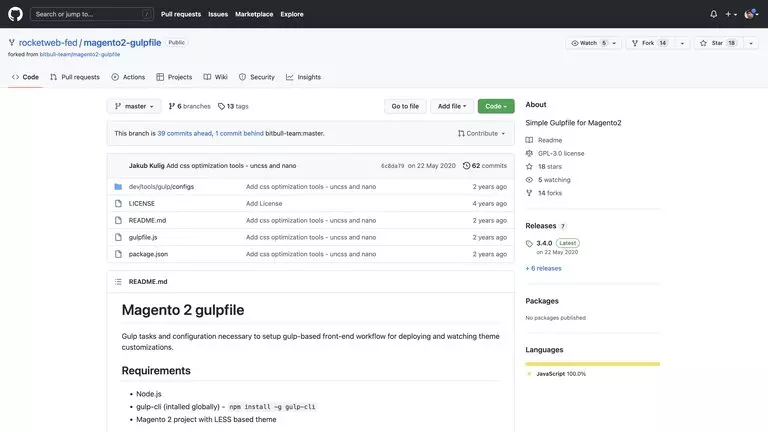 Search or jump to... / Pull requests Issues Marketplace Explore
rocketweb-fed / magento2-gulpfile Public Watch 5 Fork 14 Star 18
forked from bitbull-team/magento2-gulpfile
Code Pull requests Actions Projects Wiki Security Insights
master 6 branches 13 tags Go to file Add file Code
This branch is 39 commits ahead, 1 commit behind bitbull-team:master. Contribute
Jakub Kulig Add css optimization tools - uncss and nano 6c8da79 on 22 May 2020 62 commits
dev/tools/gulp/configs Add css optimization tools - uncss and nano 2 years ago
LICENSE Add License 4 years ago
README.md Add css optimization tools - uncss and nano 2 years ago
gulpfile.js Add css optimization tools - uncss and nano 2 years ago
package.json Add css optimization tools - uncss and nano 2 years ago
README.md
Magento 2 gulpfile
Gulp tasks and configuration necessary to setup gulp-based front-end workflow for deploying and watching theme
customizations.
Requirements
• Node.js
• gulp-cli (intalled globally) - npm install -g gulp-cli
• Magento 2 project with LESS based theme
About
Simple Gulpfile for Magento2
Readme
GPL-3.0 license
18 stars
5 watching
14 forks
Releases 7
3.4.0 Latest
on 22 May 2020
+ 6 releases
Packages
No packages published
Languages
JavaScript 100.0%